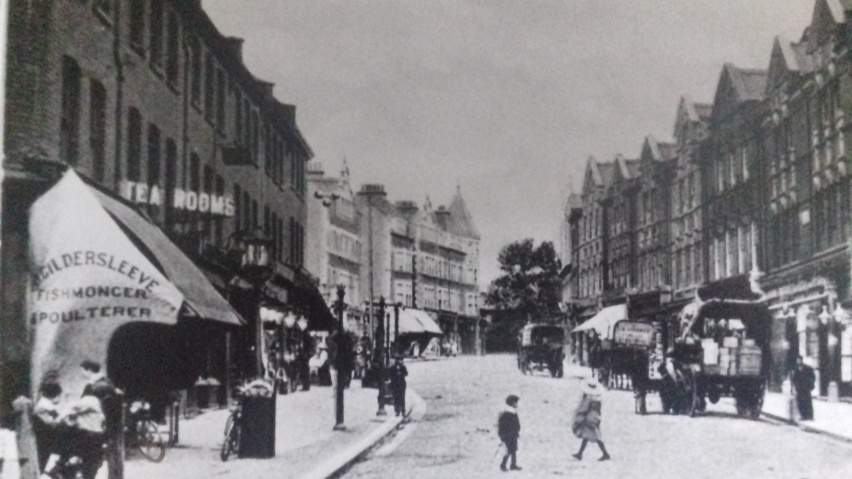 TEA ROOMS
GILDERSLEEVE
FISHMONGER
& POULTERER